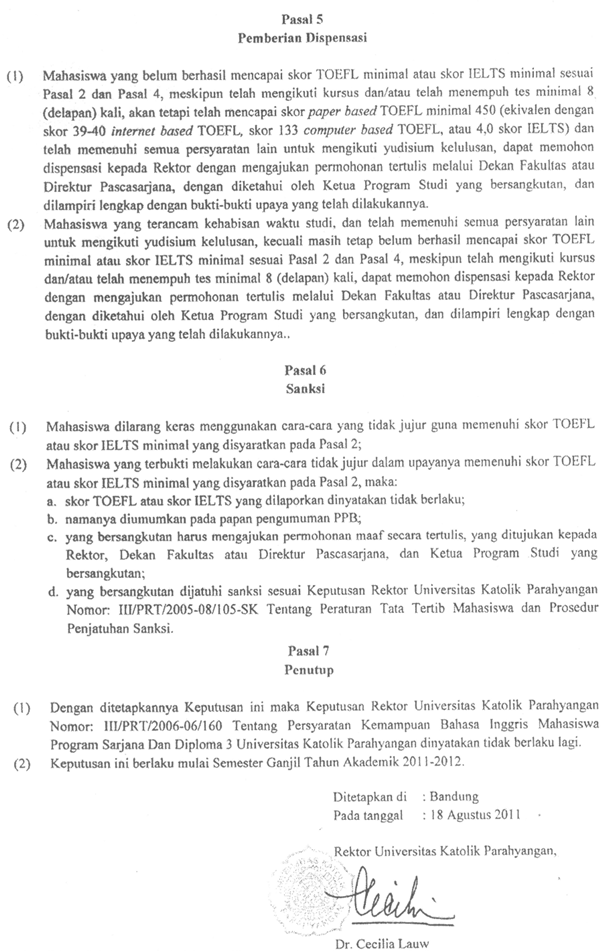 Pasal 5
Pemberian Dispensasi
(1) Mahasiswa yang belum berhasil mencapai skor TOEFL minimal atau skor IELTS minimal sesuai
Pasal 2 dan Pasal 4, meskipun telah mengikuti kursus dan/atau telah menempuh tes minimal 8
(delapan) kali, akan tetapi telah mencapai skor paper based TOEFL minimal 450 (ekivalen dengan
skor 39-40 internet based TOEFL, skor 133 computer based TOEFL, atau 4,0 skor IELTS) dan
telah memenuhi semua persyaratan lain untuk mengikuti yudisium kelulusan, dapat memohon
dispensasi kepada Rektor dengan mengajukan permohonan tertulis melalui Dekan Fakultas atau
Direktur Pascasarjana, dengan diketahui oleh Ketua Program Studi yang bersangkutan, dan
dilampiri lengkap dengan bukti-bukti upaya yang telah dilakukannya.
(2) Mahasiswa yang terancam kehabisan waktu studi, dan telah memenuhi semua persyaratan lain
untuk mengikuti yudisium kelulusan, kecuali masih tetap belum berhasil mencapai skor TOEFL
minimal atau skor IELTS minimal sesuai Pasal 2 dan Pasal 4, meskipun telah mengikuti kursus
dan/atau telah menempuh tes minimal 8 (delapan) kali, dapat memohon dispensasi kepada Rektor
dengan mengajukan permohonan tertulis melalui Dekan Fakultas atau Direktur Pascasarjana,
dengan diketahui oleh Ketua Program Studi yang bersangkutan, dan dilampiri lengkap dengan
bukti-bukti upaya yang telah dilakukannya..
Pasal 6
Sanksi
(1) Mahasiswa dilarang keras menggunakan cara-cara yang tidak jujur guna memenuhi skor TOEFL
atau skor IELTS minimal yang disyaratkan pada Pasal 2;
(2) Mahasiswa yang terbukti melakukan cara-cara tidak jujur dalam upayanya memenuhi skor TOEFL
atau skor IELTS minimal yang disyaratkan pada Pasal 2, maka:
a. skor TOEFL atau skor IELTS yang dilaporkan dinyatakan tidak berlaku;
b. namanya diumumkan pada papan pengumuman PPB;
c. yang bersangkutan harus mengajukan permohonan maaf secara tertulis, yang ditujukan kepada
Rektor, Dekan Fakultas atau Direktur Pascasarjana, dan Ketua Program Studi yang
bersangkutan;
d. yang bersangkutan dijatuhi sanksi sesuai Keputusan Rektor Universitas Katolik Parahyangan
Nomor: III/PRT/2005-08/105-SK Tentang Peraturan Tata Tertib Mahasiswa dan Prosedur
Penjatuhan Sanksi.
Pasal 7
Penutup
(1) Dengan ditetapkannya Keputusan ini maka Keputusan Rektor Universitas Katolik Parahyangan
Nomor: III/PRT/2006-06/160 Tentang Persyaratan Kemampuan Bahasa Inggris Mahasiswa
Program Sarjana Dan Diploma 3 Universitas Katolik Parahyangan dinyatakan tidak berlaku lagi.
(2) Keputusan ini berlaku mulai Semester Ganjil Tahun Akademik 2011-2012.
Ditetapkan di : Bandung
Pada tanggal : 18 Agustus 2011
Rektor Universitas Katolik Parahyangan,
Dr. Cecilia Lauw